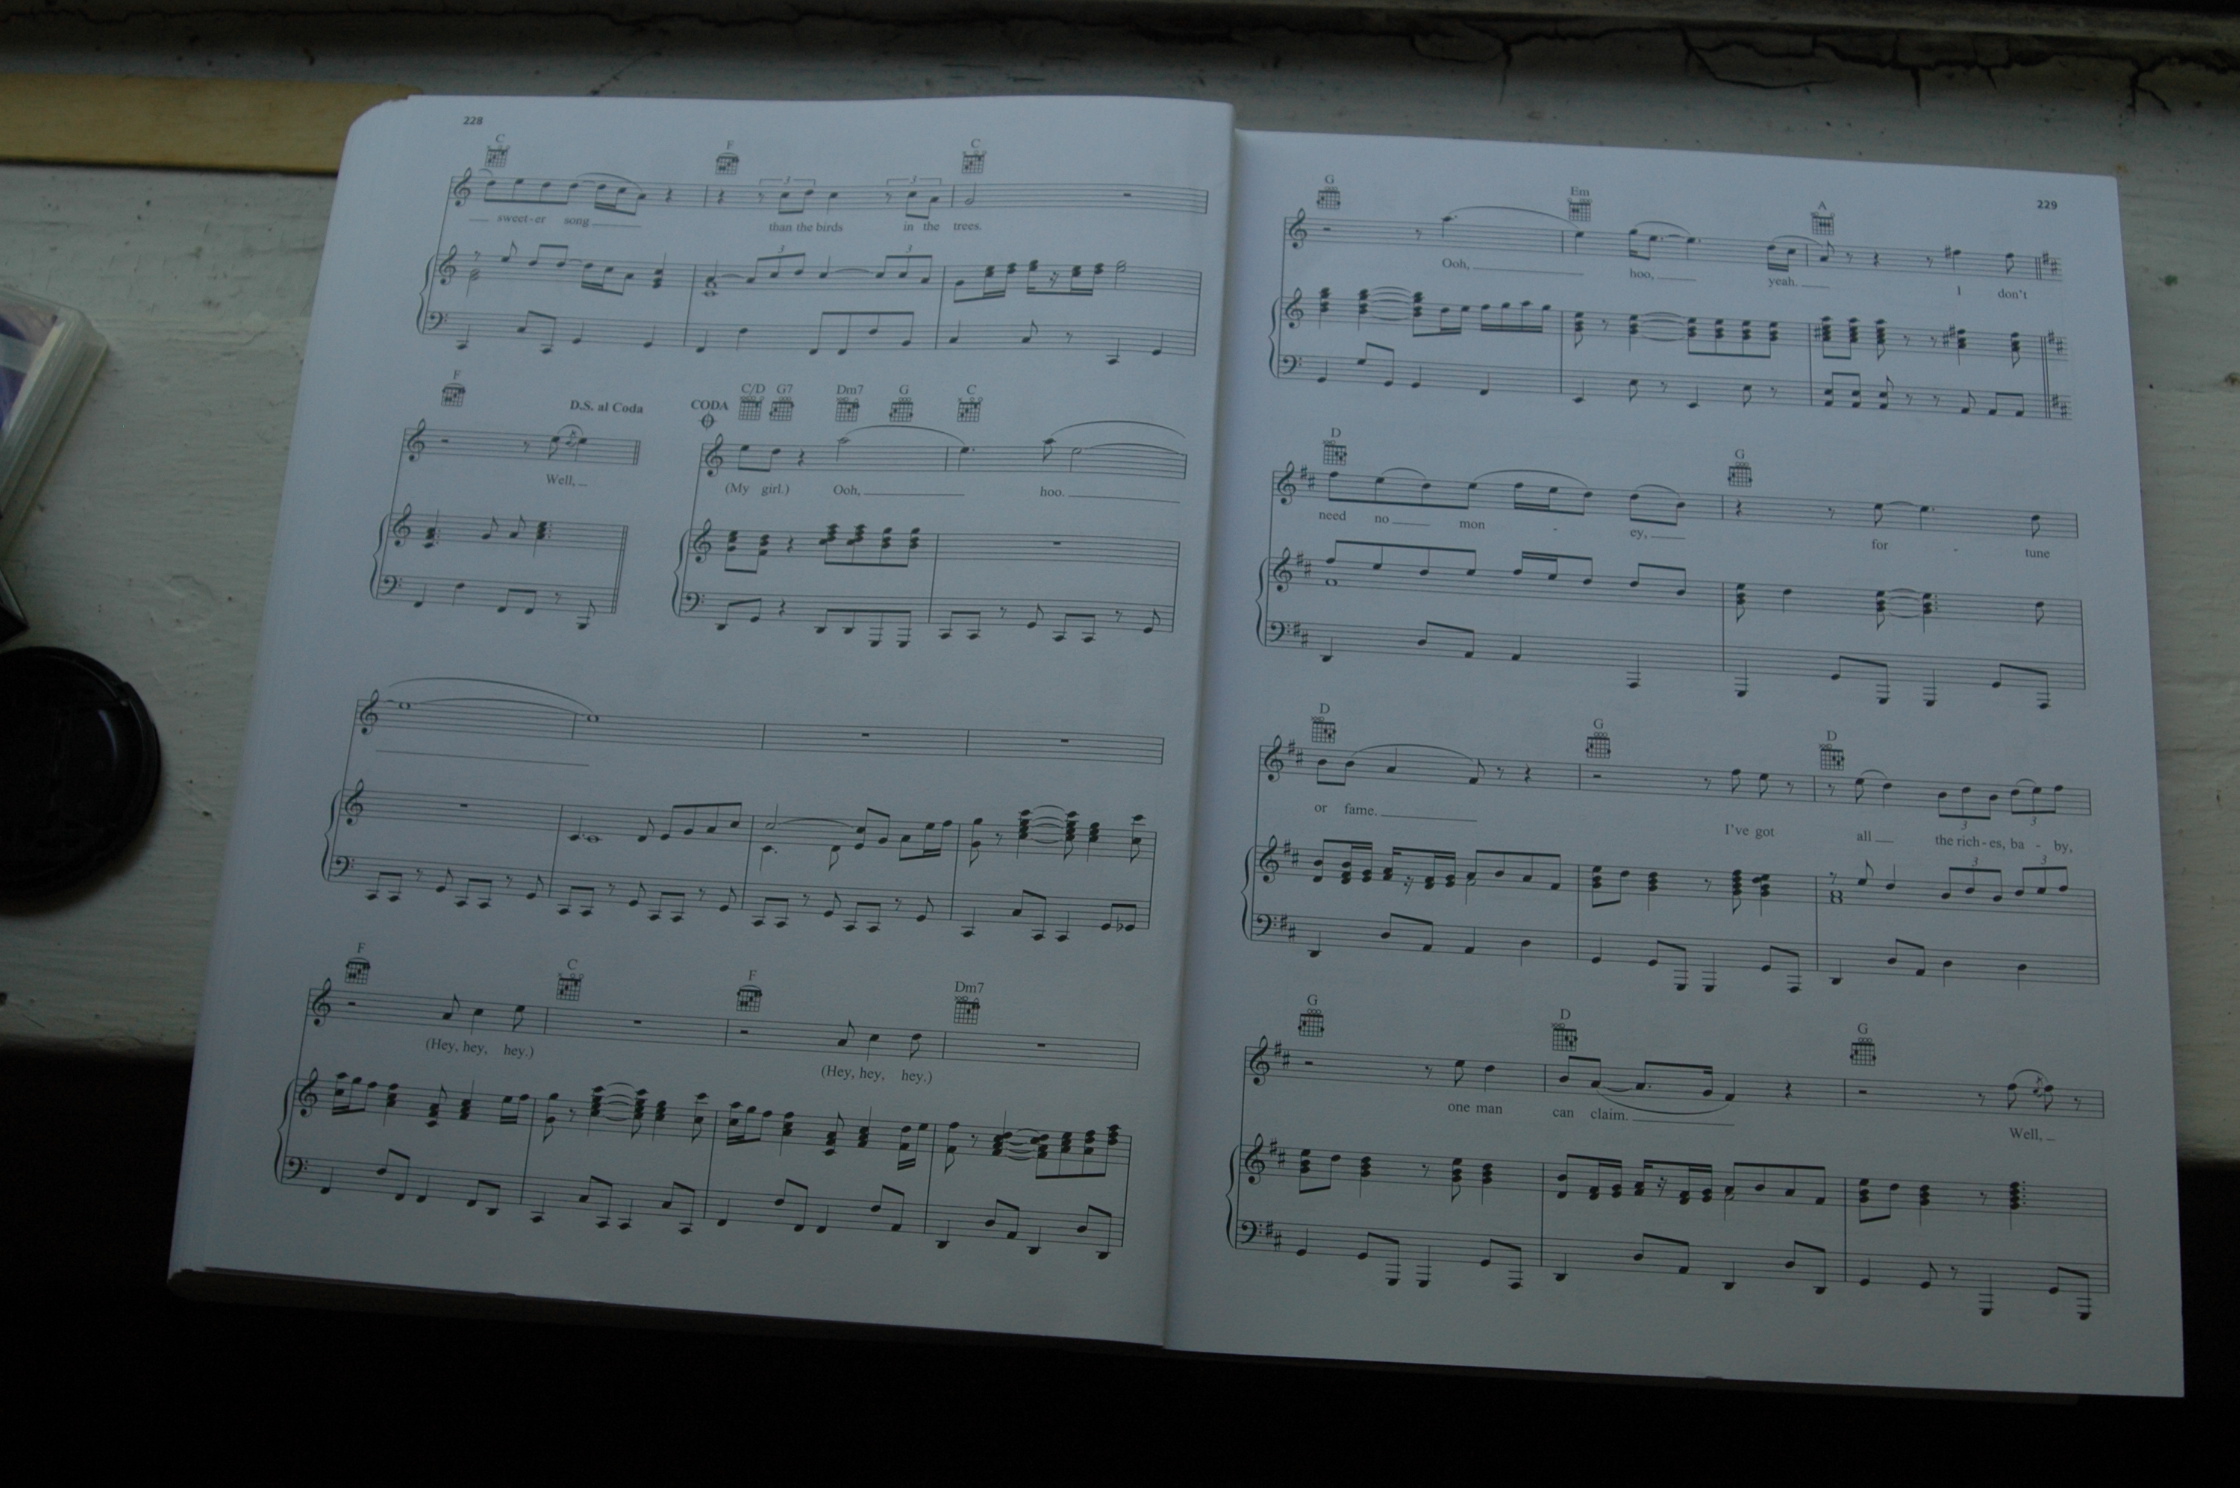 228
C F C
sweet - er song than the birds in the trees.
D.S. al Coda CODA
F C/D G7 Dm7 G C
Well, (My girl.) Ooh, hoo.
F C F Dm7
(Hey, hey, hey.) (Hey, hey, hey.)
229
G Em A
Ooh, hoo, yeah. I don't
D G
need no mon - ey, for - tune
D G D
or fame. I've got all the rich - es, ba - by,
G D G
one man can claim. Well,